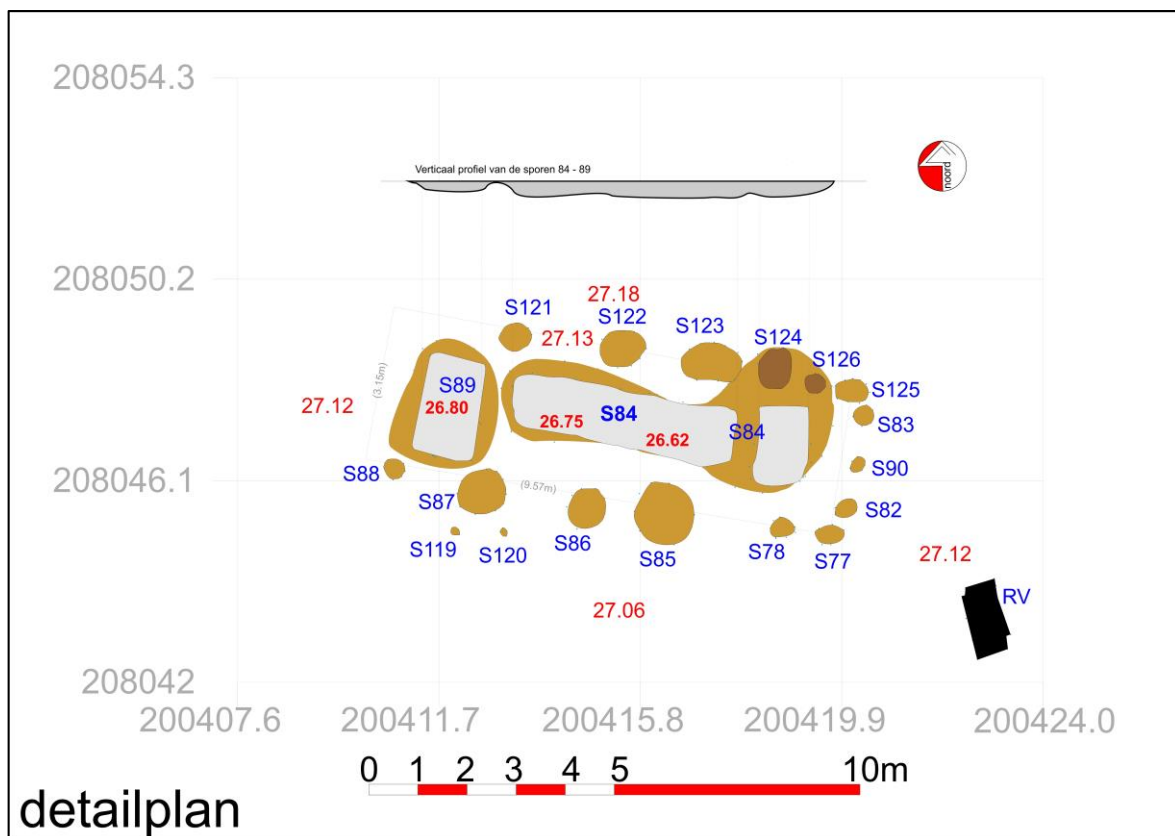 208054.3
Verticaal profiel van de sporen 84 - 89
noord
208050.2
27.18
S121
S122
S123
S124
27.13
S126
S125
(3.15m)
S89
27.12
26.80
26.75
S84
26.62
S84
S83
S88
208046.1
S90
S87
(9.57m)
S82
S119
S120
S86
S85
S78
S77
27.12
27.06
RV
208042
200407.6
200411.7
200415.8
200419.9
200424.0
0 1 2 3 4 5 10m
detailplan